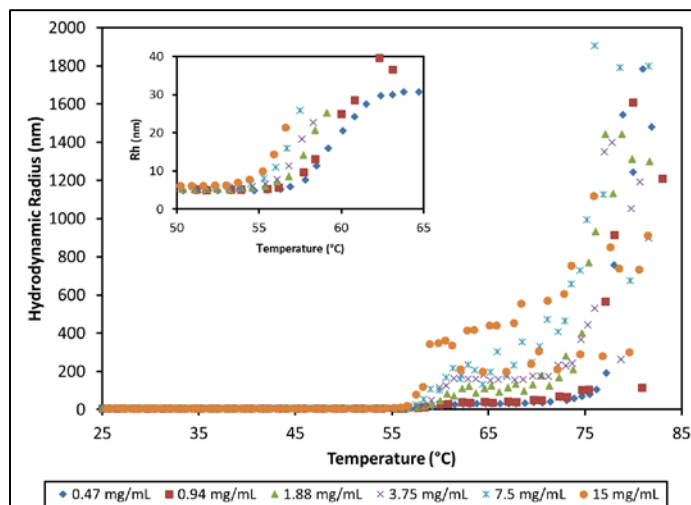 2000
1800
1600
1400
1200
1000
800
600
400
200
0
Hydrodynamic Radius (nm)
40
30
20
10
0
Rh (nm)
50 55 60 65
Temperature (°C)
25 35 45 55 65 75 85
Temperature (°C)
0.47 mg/mL 0.94 mg/mL 1.88 mg/mL 3.75 mg/mL 7.5 mg/mL 15 mg/mL